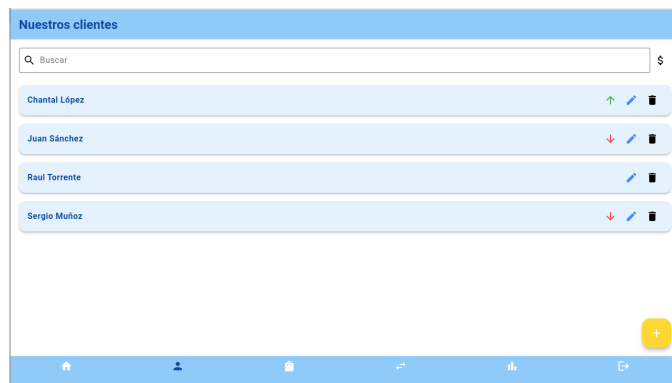 Nuestros clientes
Buscar
$
Chantal López
Juan Sánchez
Raul Torrente
Sergio Muñoz
+